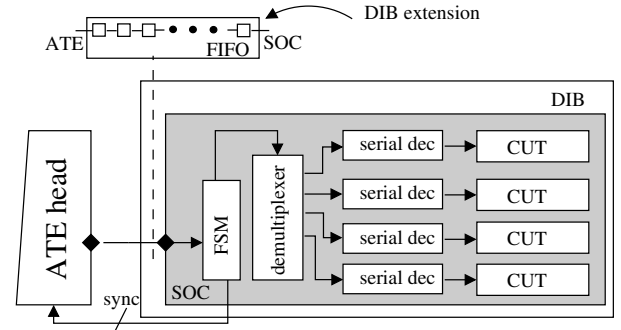 DIB extension
ATE
FIFO
SOC
DIB
ATE head
FSM
demultiplexer
serial dec
CUT
serial dec
CUT
serial dec
CUT
serial dec
CUT
SOC
sync